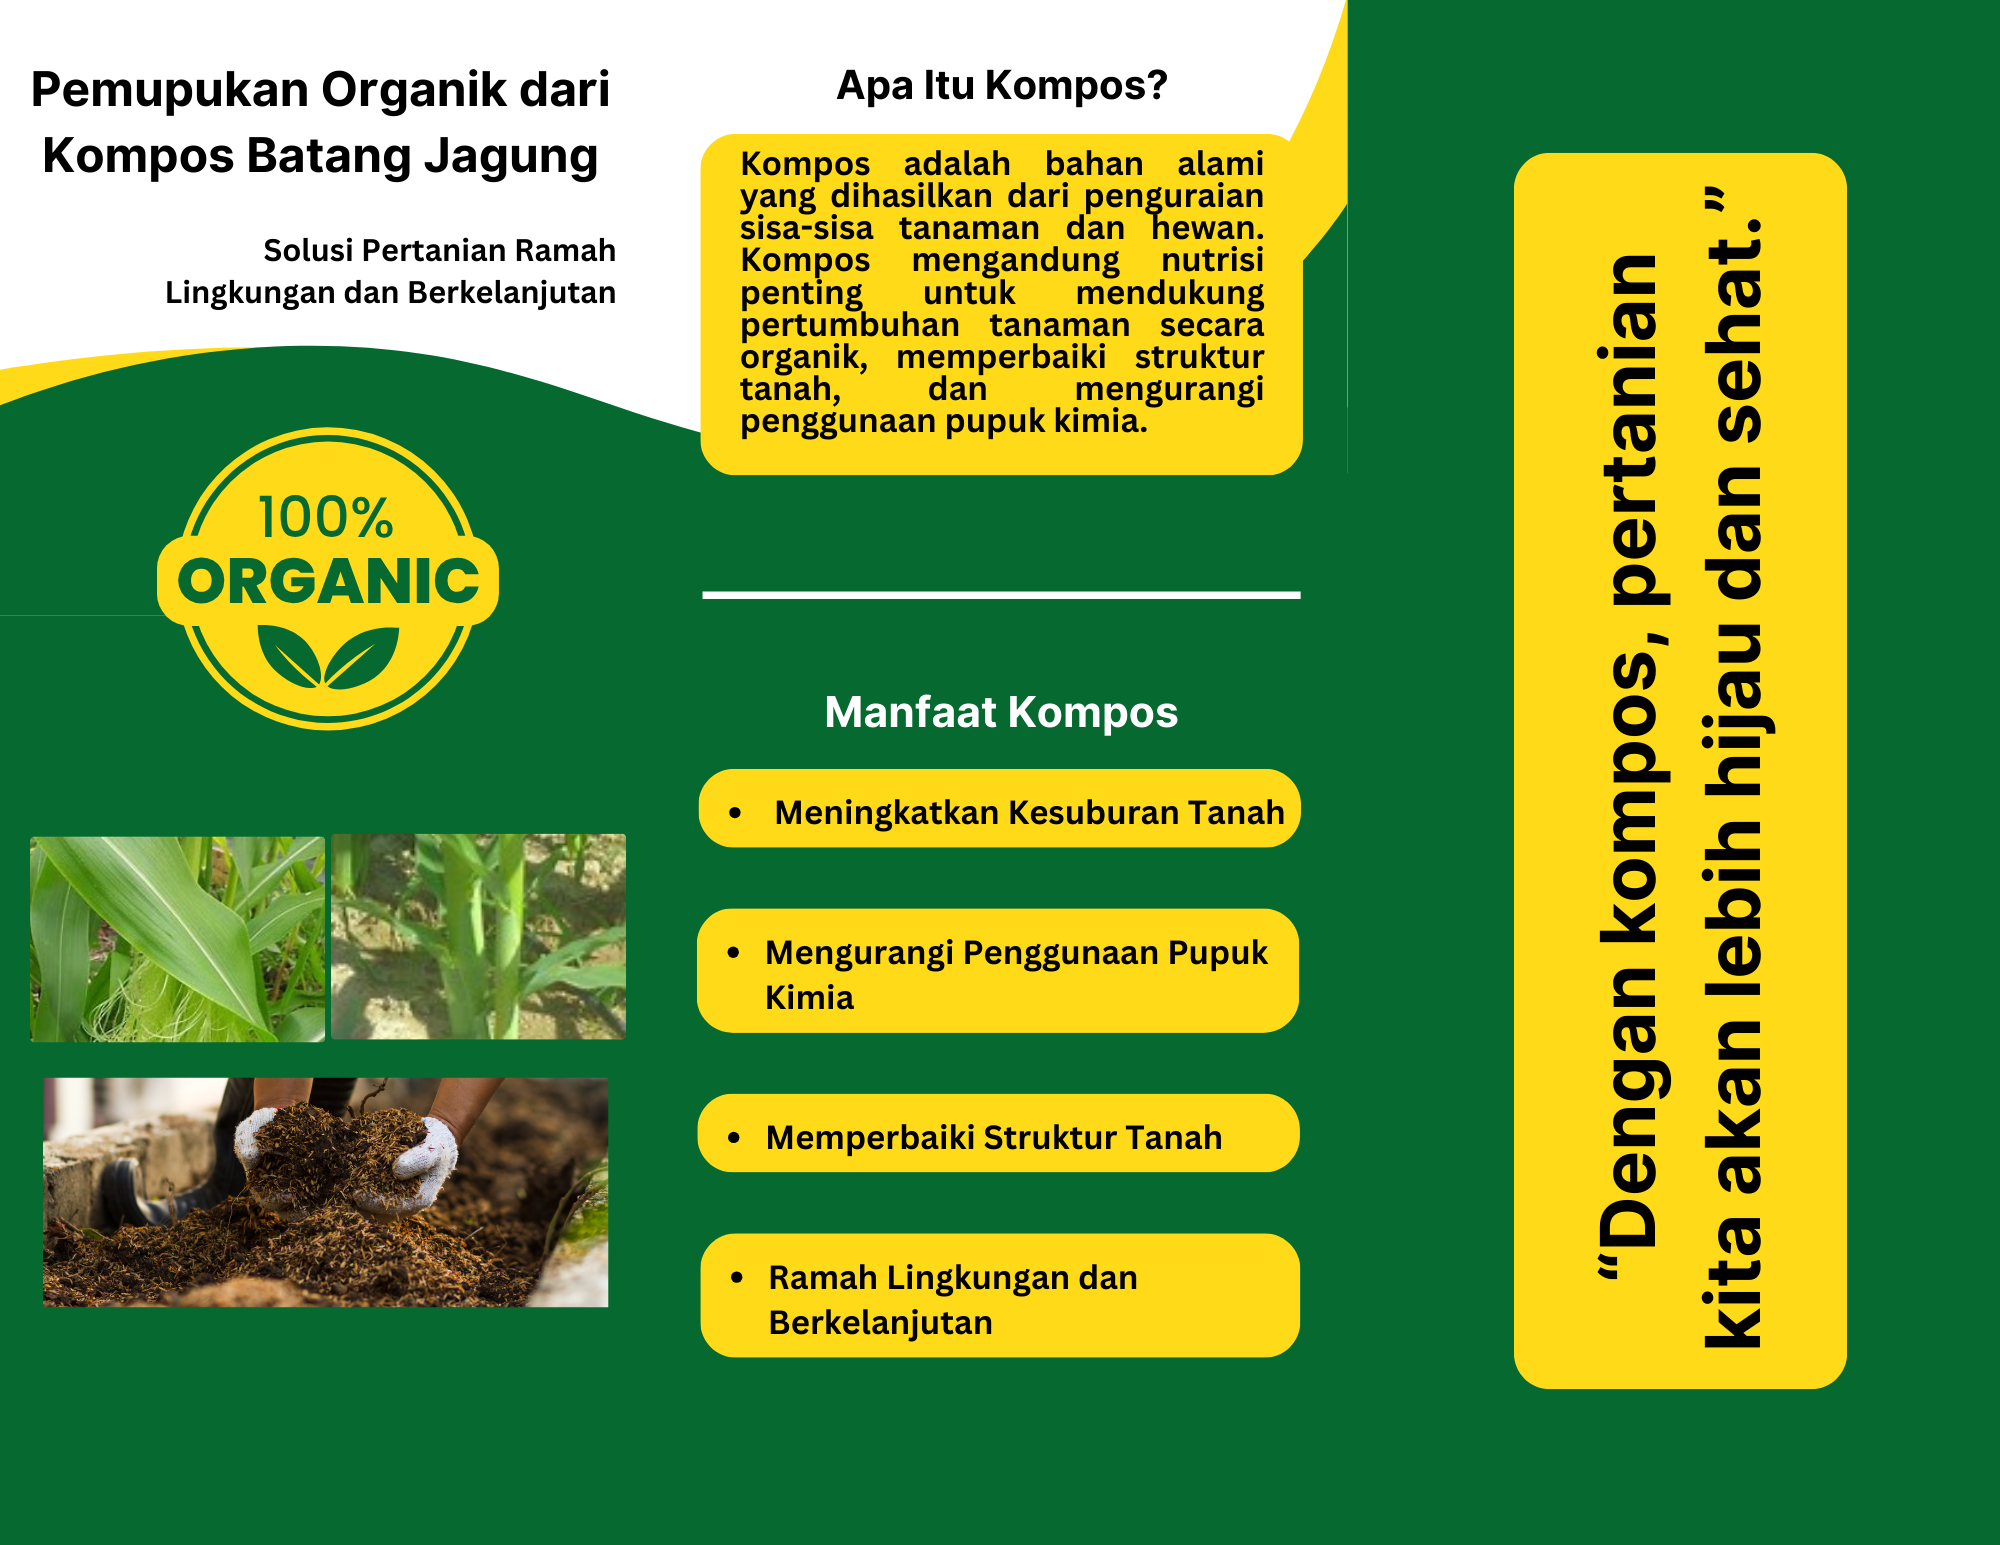 Pemupukan Organik dari
Kompos Batang Jagung
Solusi Pertanian Ramah
Lingkungan dan Berkelanjutan
100%
ORGANIC
Apa Itu Kompos?
Kompos adalah bahan alami
yang dihasilkan dari penguraian
sisa-sisa tanaman dan hewan.
Kompos mengandung nutrisi
penting untuk mendukung
pertumbuhan tanaman secara
organik, memperbaiki struktur
tanah, dan mengurangi
penggunaan pupuk kimia.
Manfaat Kompos
• Meningkatkan Kesuburan Tanah
• Mengurangi Penggunaan Pupuk
Kimia
• Memperbaiki Struktur Tanah
• Ramah Lingkungan dan
Berkelanjutan
“Dengan kompos, pertanian
kita akan lebih hijau dan sehat.”